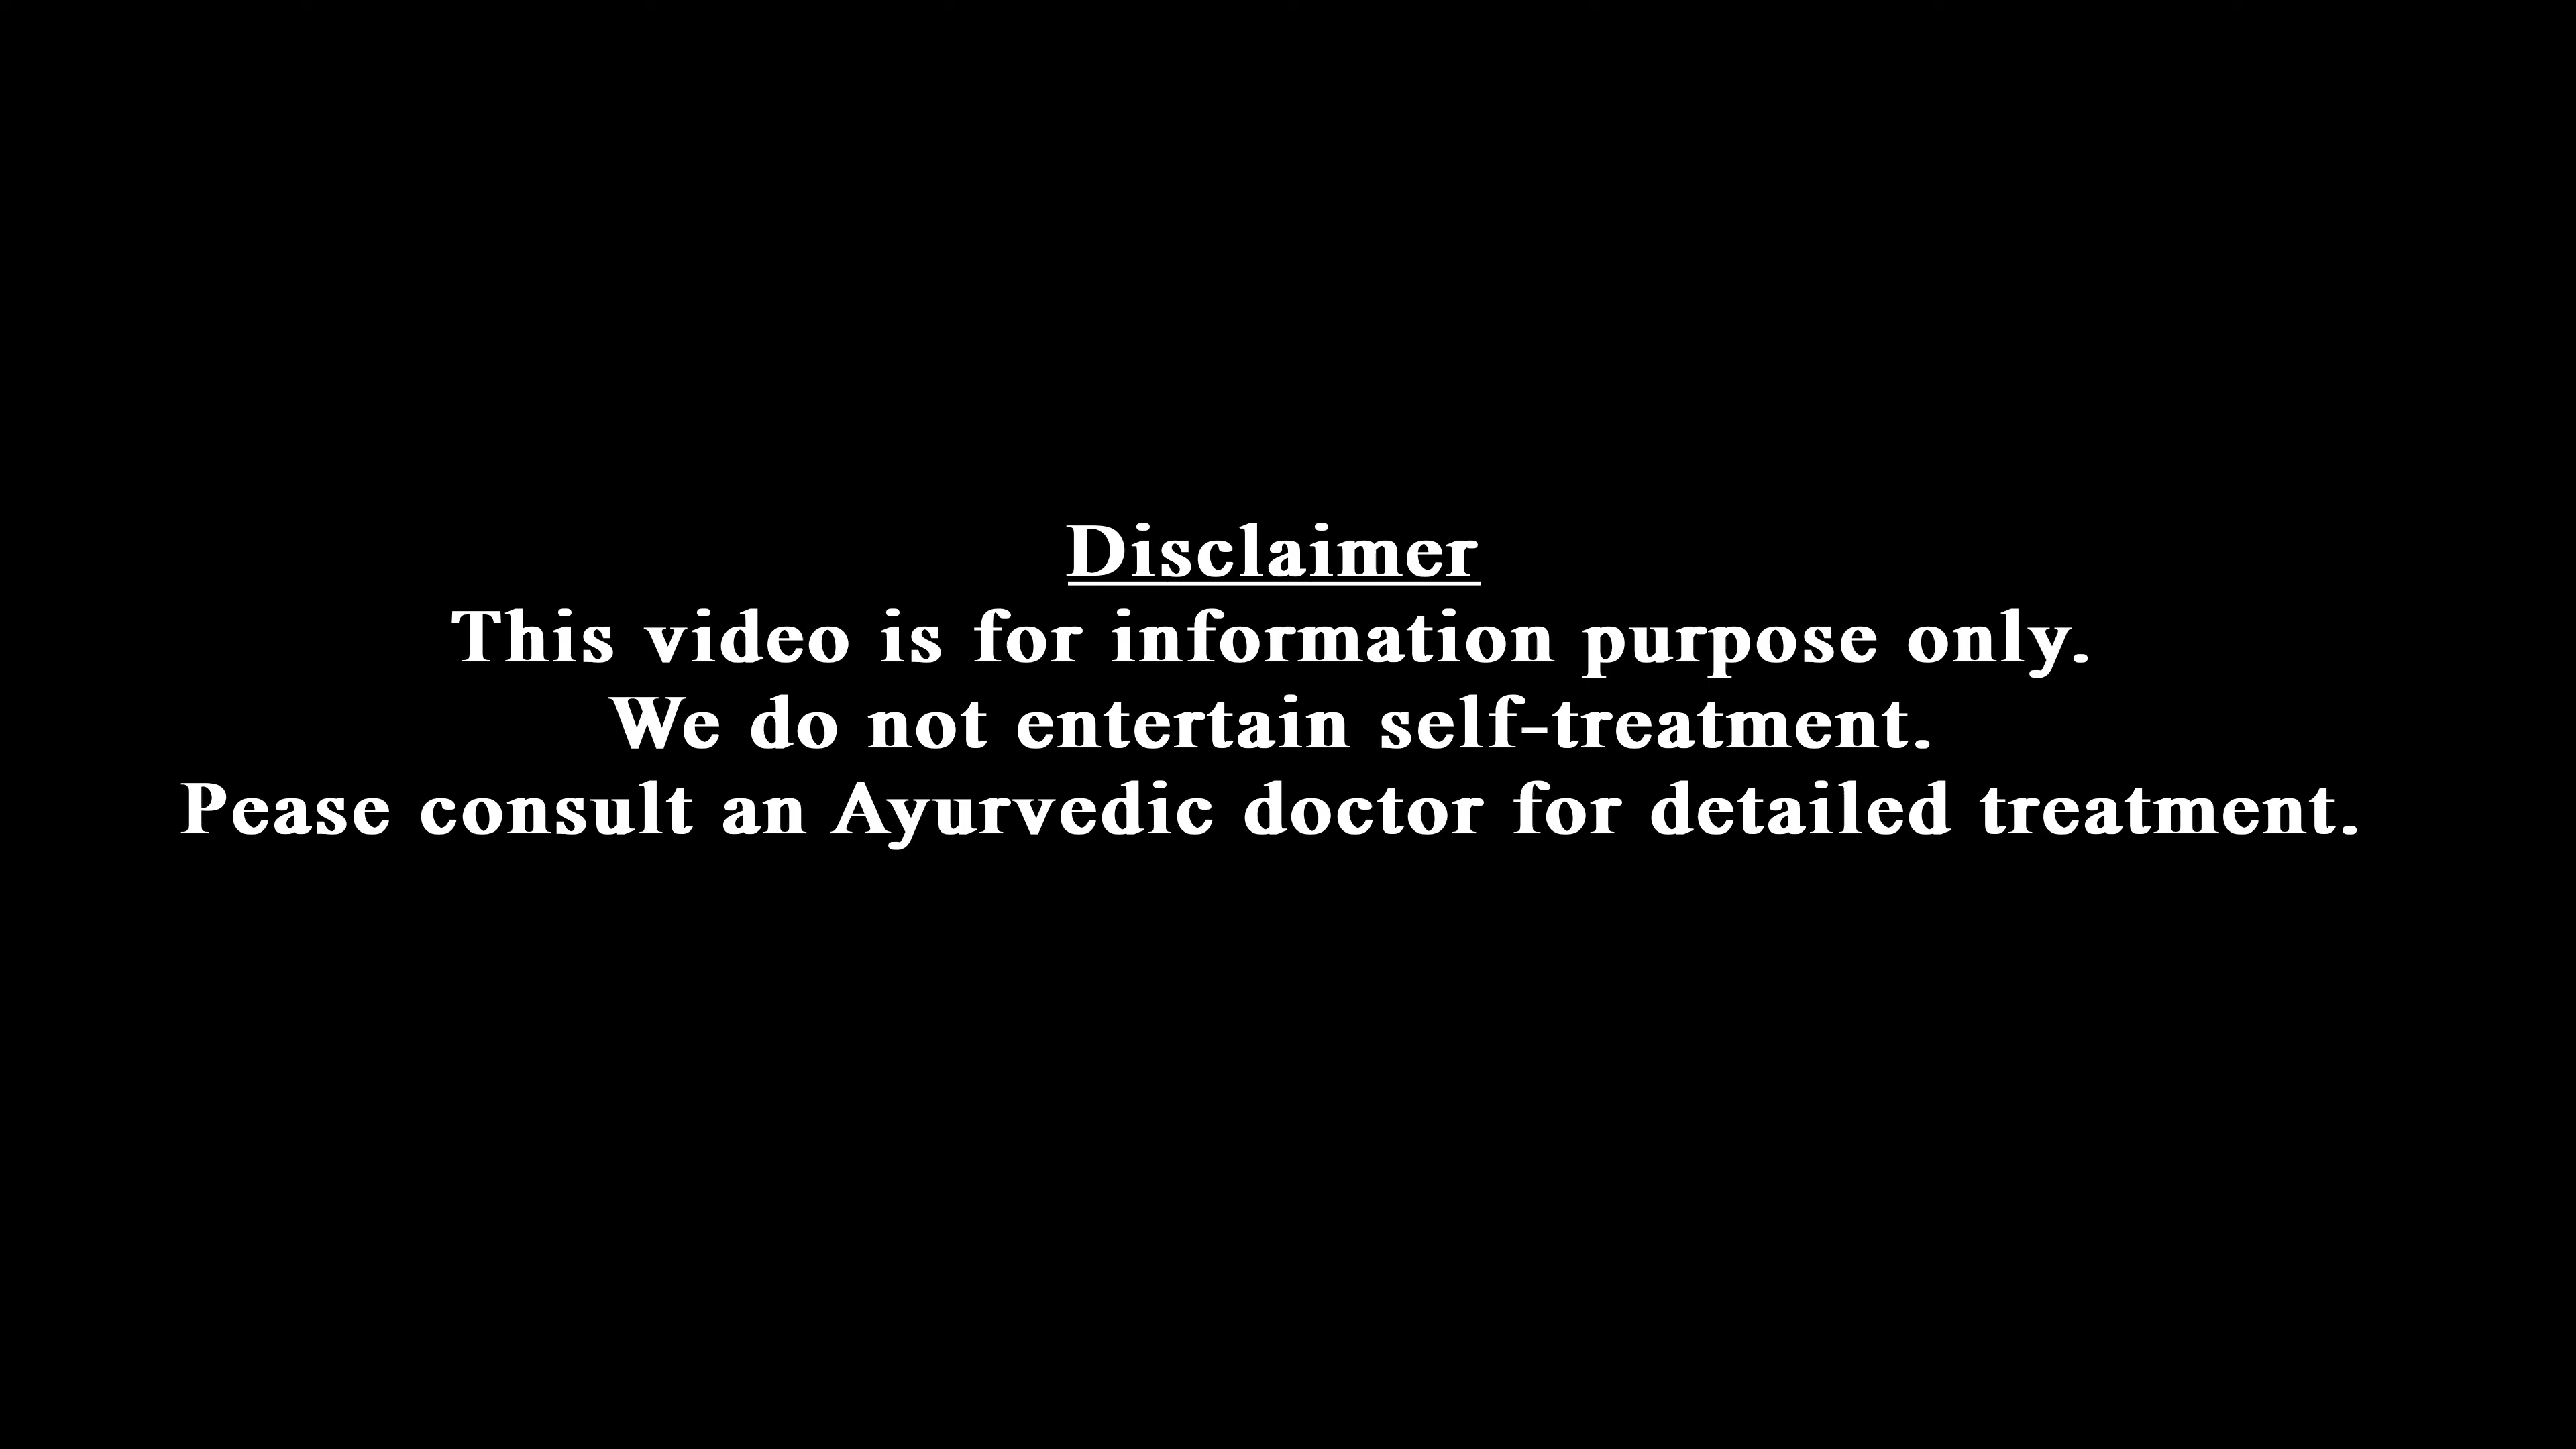 Disclaimer
This video is for information purpose only.
We do not entertain self-treatment.
Pease consult an Ayurvedic doctor for detailed treatment.